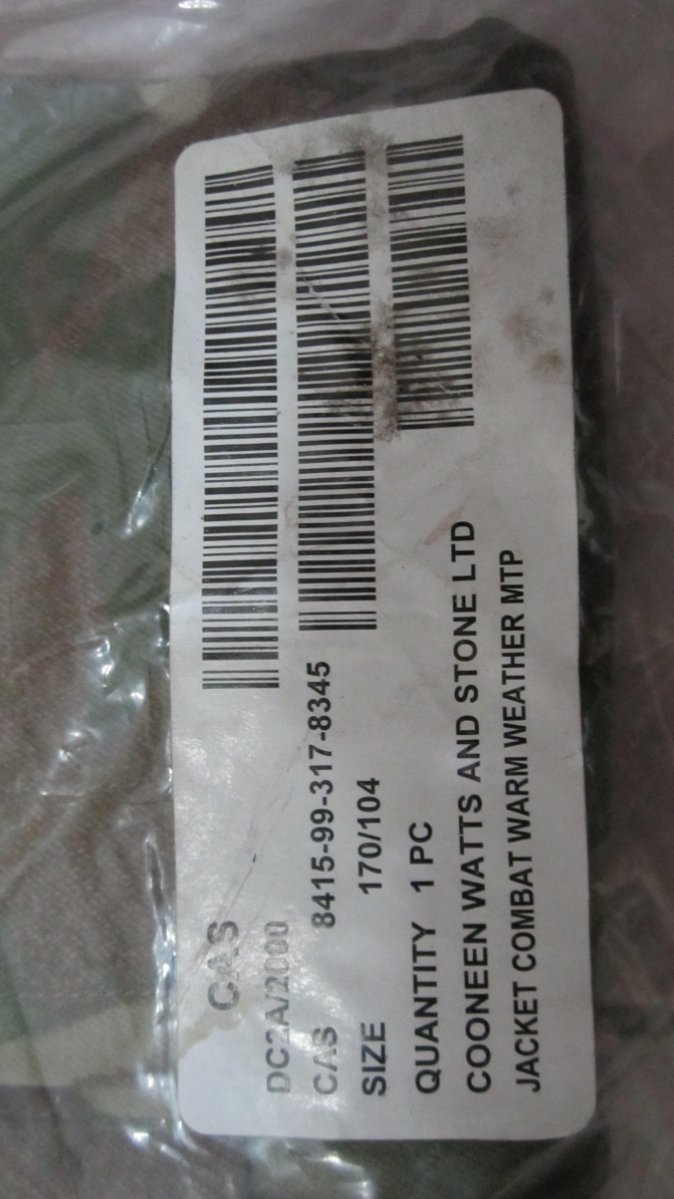 CAS
DC2A/2000
CAS 8415-99-317-8345
SIZE 170/104
QUANTITY 1 PC
COONEEN WATTS AND STONE LTD
JACKET COMBAT WARM WEATHER MTP